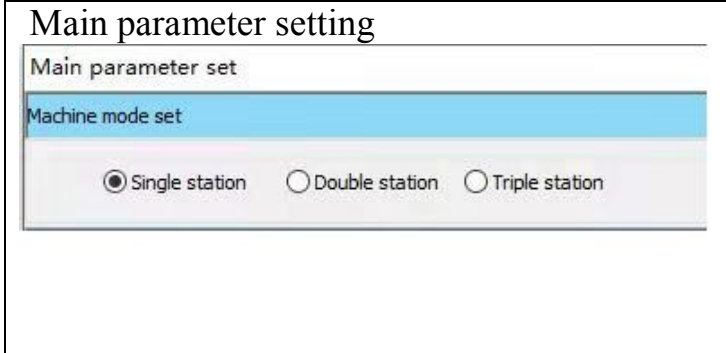 Main parameter setting
Main parameter set
Machine mode set
Single station Double station Triple station